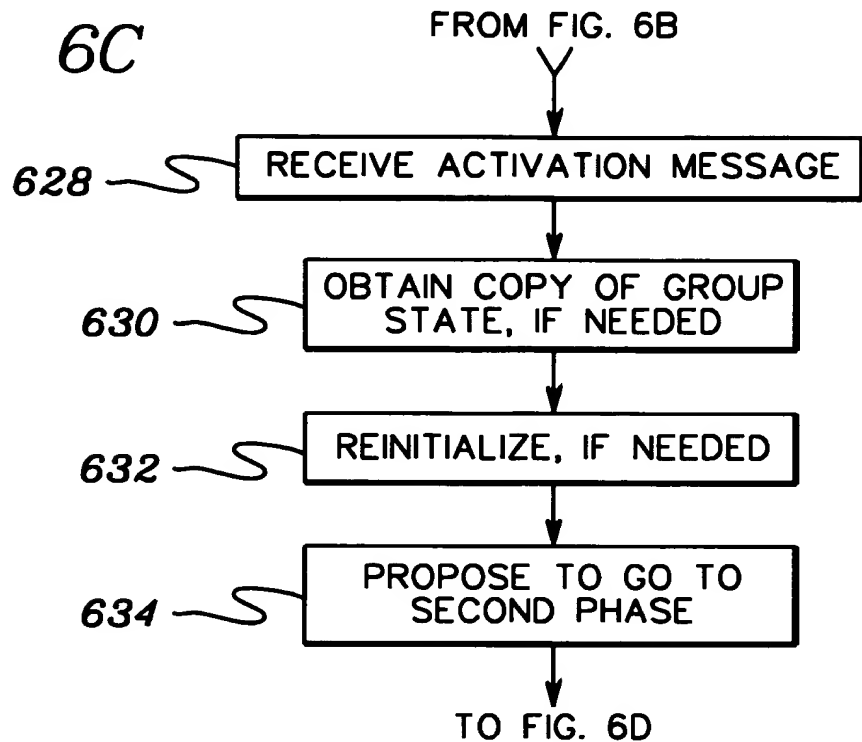 6C
FROM FIG. 6B
628
RECEIVE ACTIVATION MESSAGE
630
OBTAIN COPY OF GROUP
STATE, IF NEEDED
632
REINITIALIZE, IF NEEDED
634
PROPOSE TO GO TO
SECOND PHASE
TO FIG. 6D